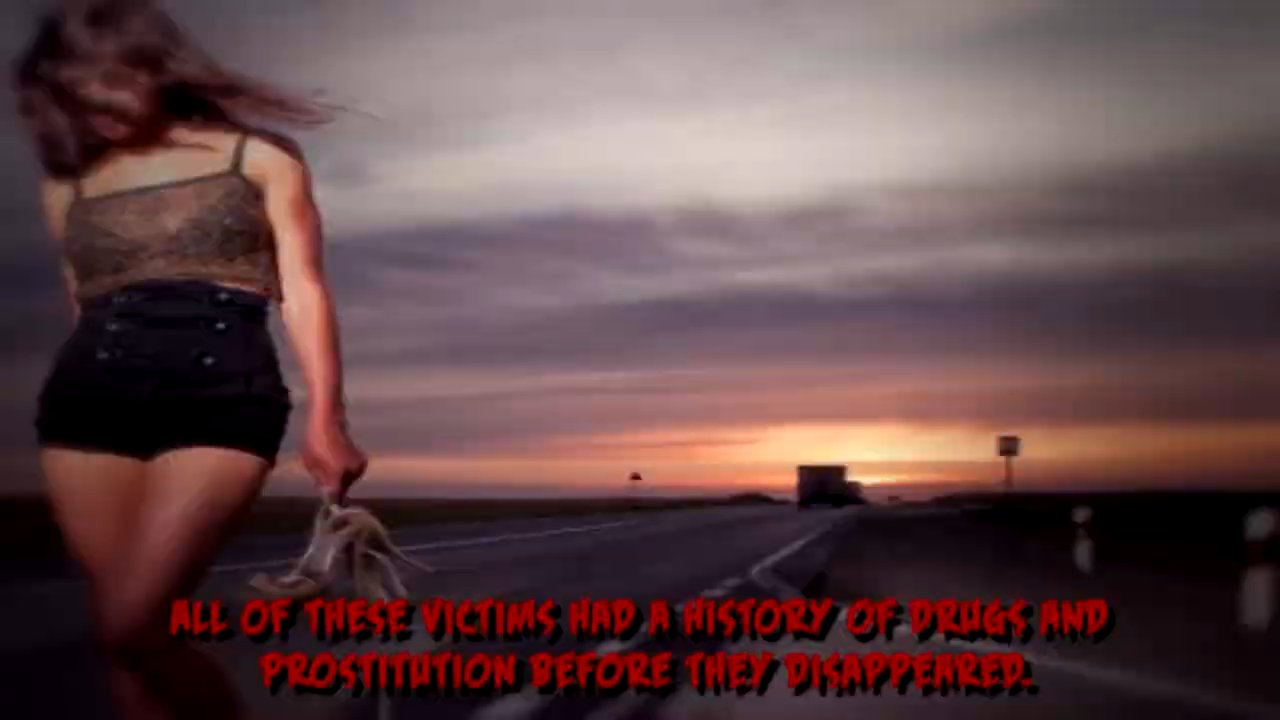 ALL OF THESE VICTIMS HAD A HISTORY OF DRUGS AND
PROSTITUTION BEFORE THEY DISAPPEARED.